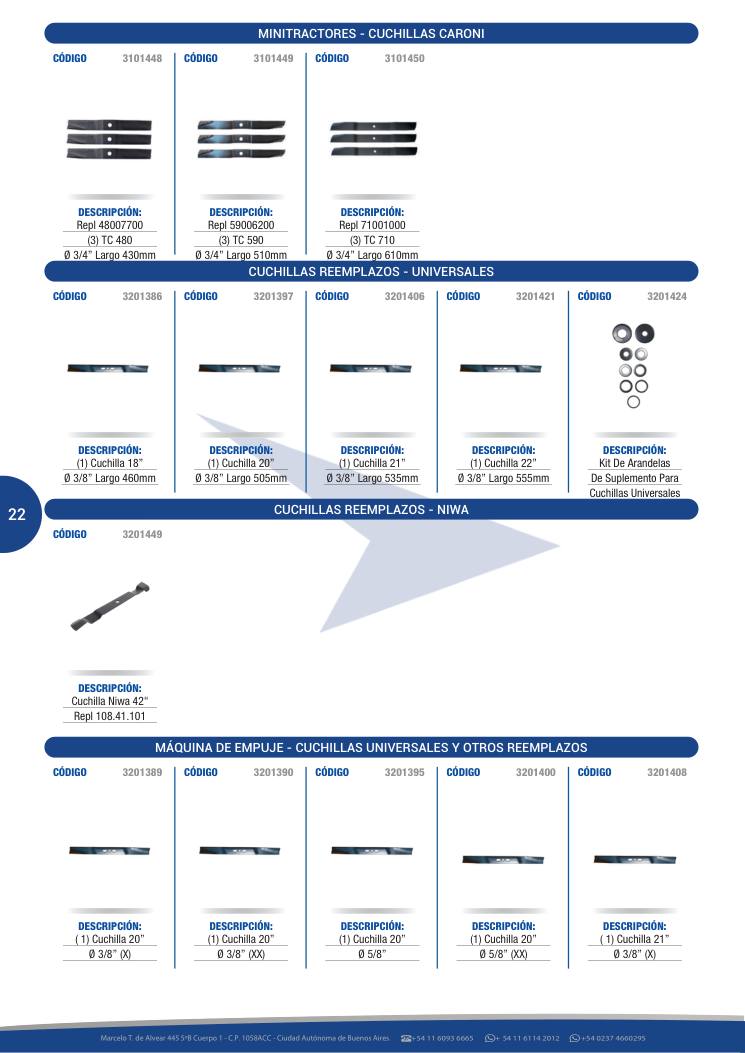 MINITRACTORES - CUCHILLAS CARONI
CÓDIGO 3101448
CÓDIGO 3101449
CÓDIGO 3101450
DESCRIPCIÓN:
Repl 48007700
(3) TC 480
Ø 3/4” Largo 430mm
DESCRIPCIÓN:
Repl 59006200
(3) TC 590
Ø 3/4” Largo 510mm
DESCRIPCIÓN:
Repl 71001000
(3) TC 710
Ø 3/4” Largo 610mm
CUCHILLAS REEMPLAZOS - UNIVERSALES
CÓDIGO 3201386
CÓDIGO 3201397
CÓDIGO 3201406
CÓDIGO 3201421
CÓDIGO 3201424
DESCRIPCIÓN:
(1) Cuchilla 18”
Ø 3/8” Largo 460mm
DESCRIPCIÓN:
(1) Cuchilla 20”
Ø 3/8” Largo 505mm
DESCRIPCIÓN:
(1) Cuchilla 21”
Ø 3/8” Largo 535mm
DESCRIPCIÓN:
(1) Cuchilla 22”
Ø 3/8” Largo 555mm
DESCRIPCIÓN:
Kit De Arandelas
De Suplemento Para
Cuchillas Universales
22
CUCHILLAS REEMPLAZOS - NIWA
CÓDIGO 3201449
DESCRIPCIÓN:
Cuchilla Niwa 42"
Repl 108.41.101
MÁQUINA DE EMPUJE - CUCHILLAS UNIVERSALES Y OTROS REEMPLAZOS
CÓDIGO 3201389
CÓDIGO 3201390
CÓDIGO 3201395
CÓDIGO 3201400
CÓDIGO 3201408
DESCRIPCIÓN:
( 1) Cuchilla 20”
Ø 3/8” (X)
DESCRIPCIÓN:
(1) Cuchilla 20”
Ø 3/8” (XX)
DESCRIPCIÓN:
(1) Cuchilla 20”
Ø 5/8”
DESCRIPCIÓN:
(1) Cuchilla 20”
Ø 5/8” (XX)
DESCRIPCIÓN:
( 1) Cuchilla 21”
Ø 3/8” (X)
Marcelo T. de Alvear 445 5ºB Cuerpo 1 - C.P. 1058ACC - Ciudad Autónoma de Buenos Aires. +54 11 6093 6665 + 54 11 6114 2012 +54 0237 4660295